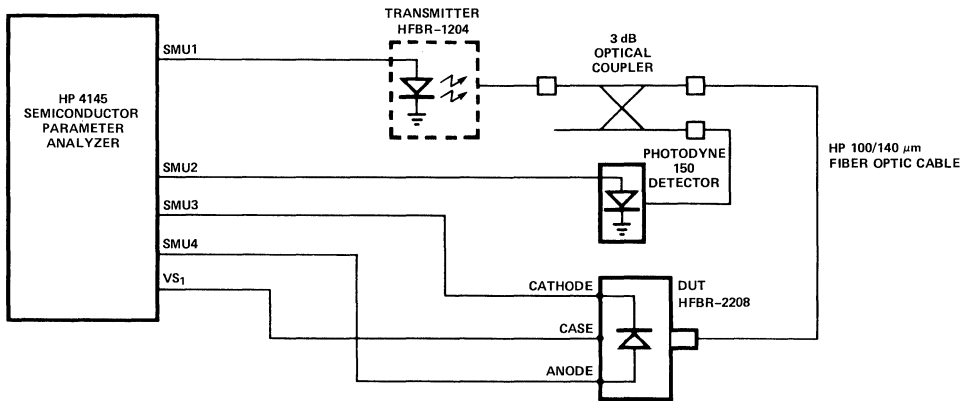 TRANSMITTER
HFBR-1204
3 dB
OPTICAL
COUPLER
SMU1
HP 4145
SEMICONDUCTOR
PARAMETER
ANALYZER
HP 100/140 μm
FIBER OPTIC CABLE
PHOTODYNE
150
DETECTOR
SMU2
SMU3
SMU4
VS1
CATHODE
CASE
ANODE
DUT
HFBR-2208